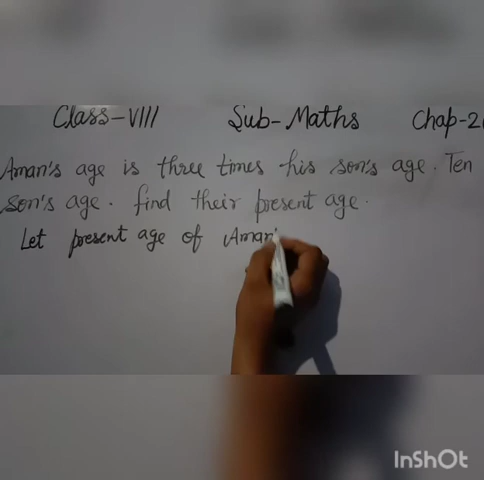 Class-VIII Sub-Maths Chap-2
Aman's age is three times his son's age. Ten
son's age. find their present age.
Let present age of Aman'
InShOt